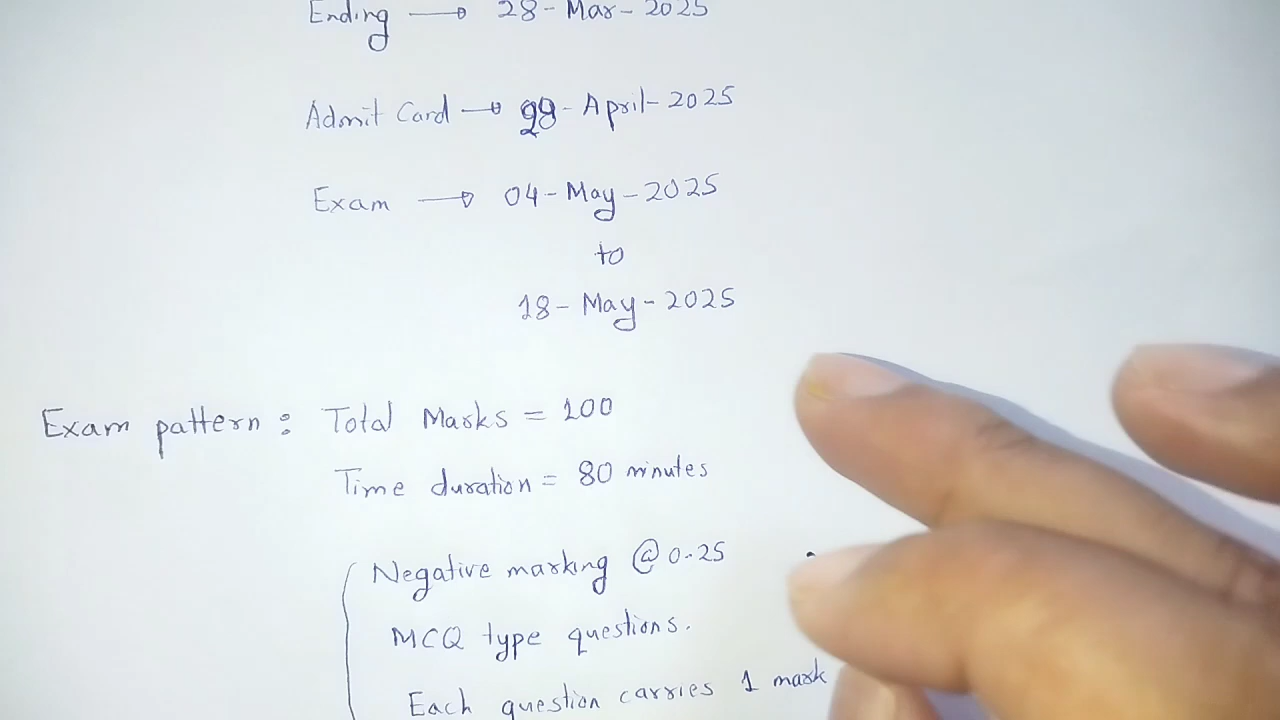 Ending → 28-Mar-2025
Admit Card → -April-2025
Exam → 04-May-2025
to
18-May-2025
Exam pattern : Total Marks = 100
Time duration = 80 minutes
Negative marking @ 0.25
MCQ type questions.
Each question carries 1 mark